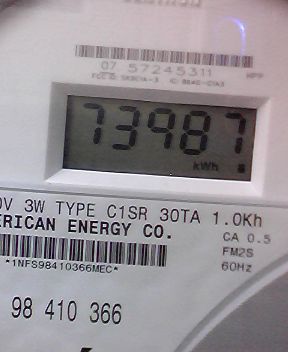 07 57245311
73987
kWh
0V 3W TYPE C1SR 30TA 1.0Kh
ERICAN ENERGY CO.
CA 0.5
FM2S
60Hz
*1NFS98410366MEC*
98 410 366